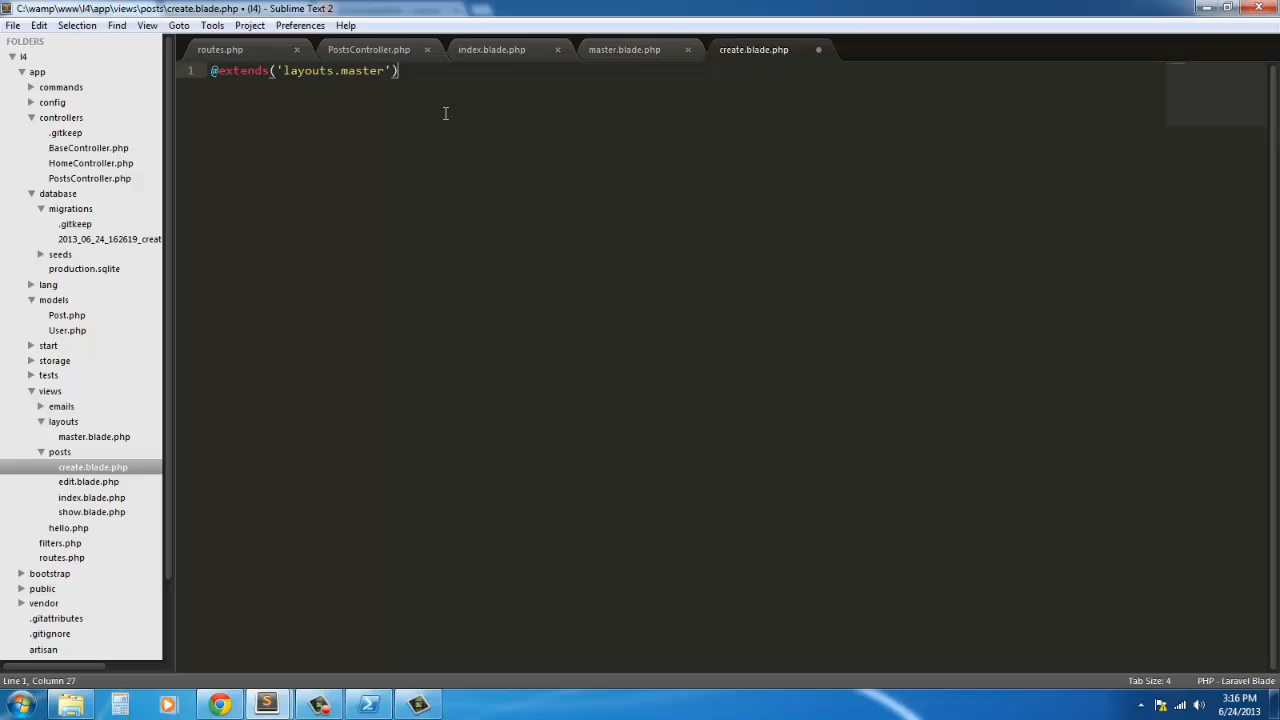 C:\wamp\www\l4\app\views\posts\create.blade.php • (l4) - Sublime Text 2
File Edit Selection Find View Goto Tools Project Preferences Help
FOLDERS
l4
app
commands
config
controllers
.gitkeep
BaseController.php
HomeController.php
PostsController.php
database
migrations
.gitkeep
2013_06_24_162619_creat
seeds
production.sqlite
lang
models
Post.php
User.php
start
storage
tests
views
emails
layouts
master.blade.php
posts
create.blade.php
edit.blade.php
index.blade.php
show.blade.php
hello.php
filters.php
routes.php
bootstrap
public
vendor
.gitattributes
.gitignore
artisan
routes.php PostsController.php index.blade.php master.blade.php create.blade.php
1 @extends('layouts.master')
Line 1, Column 27 Tab Size: 4 PHP - Laravel Blade
3:16 PM
6/24/2013